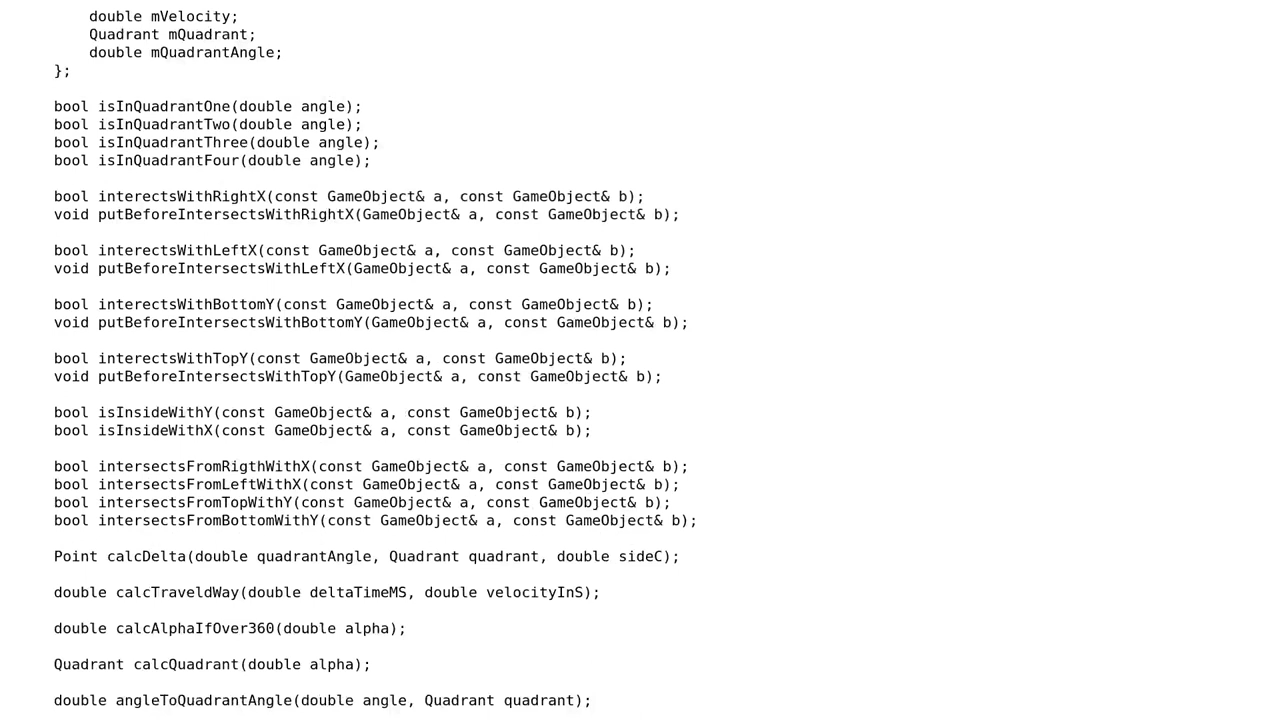 double mVelocity;
Quadrant mQuadrant;
double mQuadrantAngle;
};
bool isInQuadrantOne(double angle);
bool isInQuadrantTwo(double angle);
bool isInQuadrantThree(double angle);
bool isInQuadrantFour(double angle);
bool interectsWithRightX(const GameObject& a, const GameObject& b);
void putBeforeIntersectsWithRightX(GameObject& a, const GameObject& b);
bool interectsWithLeftX(const GameObject& a, const GameObject& b);
void putBeforeIntersectsWithLeftX(GameObject& a, const GameObject& b);
bool interectsWithBottomY(const GameObject& a, const GameObject& b);
void putBeforeIntersectsWithBottomY(GameObject& a, const GameObject& b);
bool interectsWithTopY(const GameObject& a, const GameObject& b);
void putBeforeIntersectsWithTopY(GameObject& a, const GameObject& b);
bool isInsideWithY(const GameObject& a, const GameObject& b);
bool isInsideWithX(const GameObject& a, const GameObject& b);
bool intersectsFromRigthWithX(const GameObject& a, const GameObject& b);
bool intersectsFromLeftWithX(const GameObject& a, const GameObject& b);
bool intersectsFromTopWithY(const GameObject& a, const GameObject& b);
bool intersectsFromBottomWithY(const GameObject& a, const GameObject& b);
Point calcDelta(double quadrantAngle, Quadrant quadrant, double sideC);
double calcTraveldWay(double deltaTimeMS, double velocityInS);
double calcAlphaIfOver360(double alpha);
Quadrant calcQuadrant(double alpha);
double angleToQuadrantAngle(double angle, Quadrant quadrant);